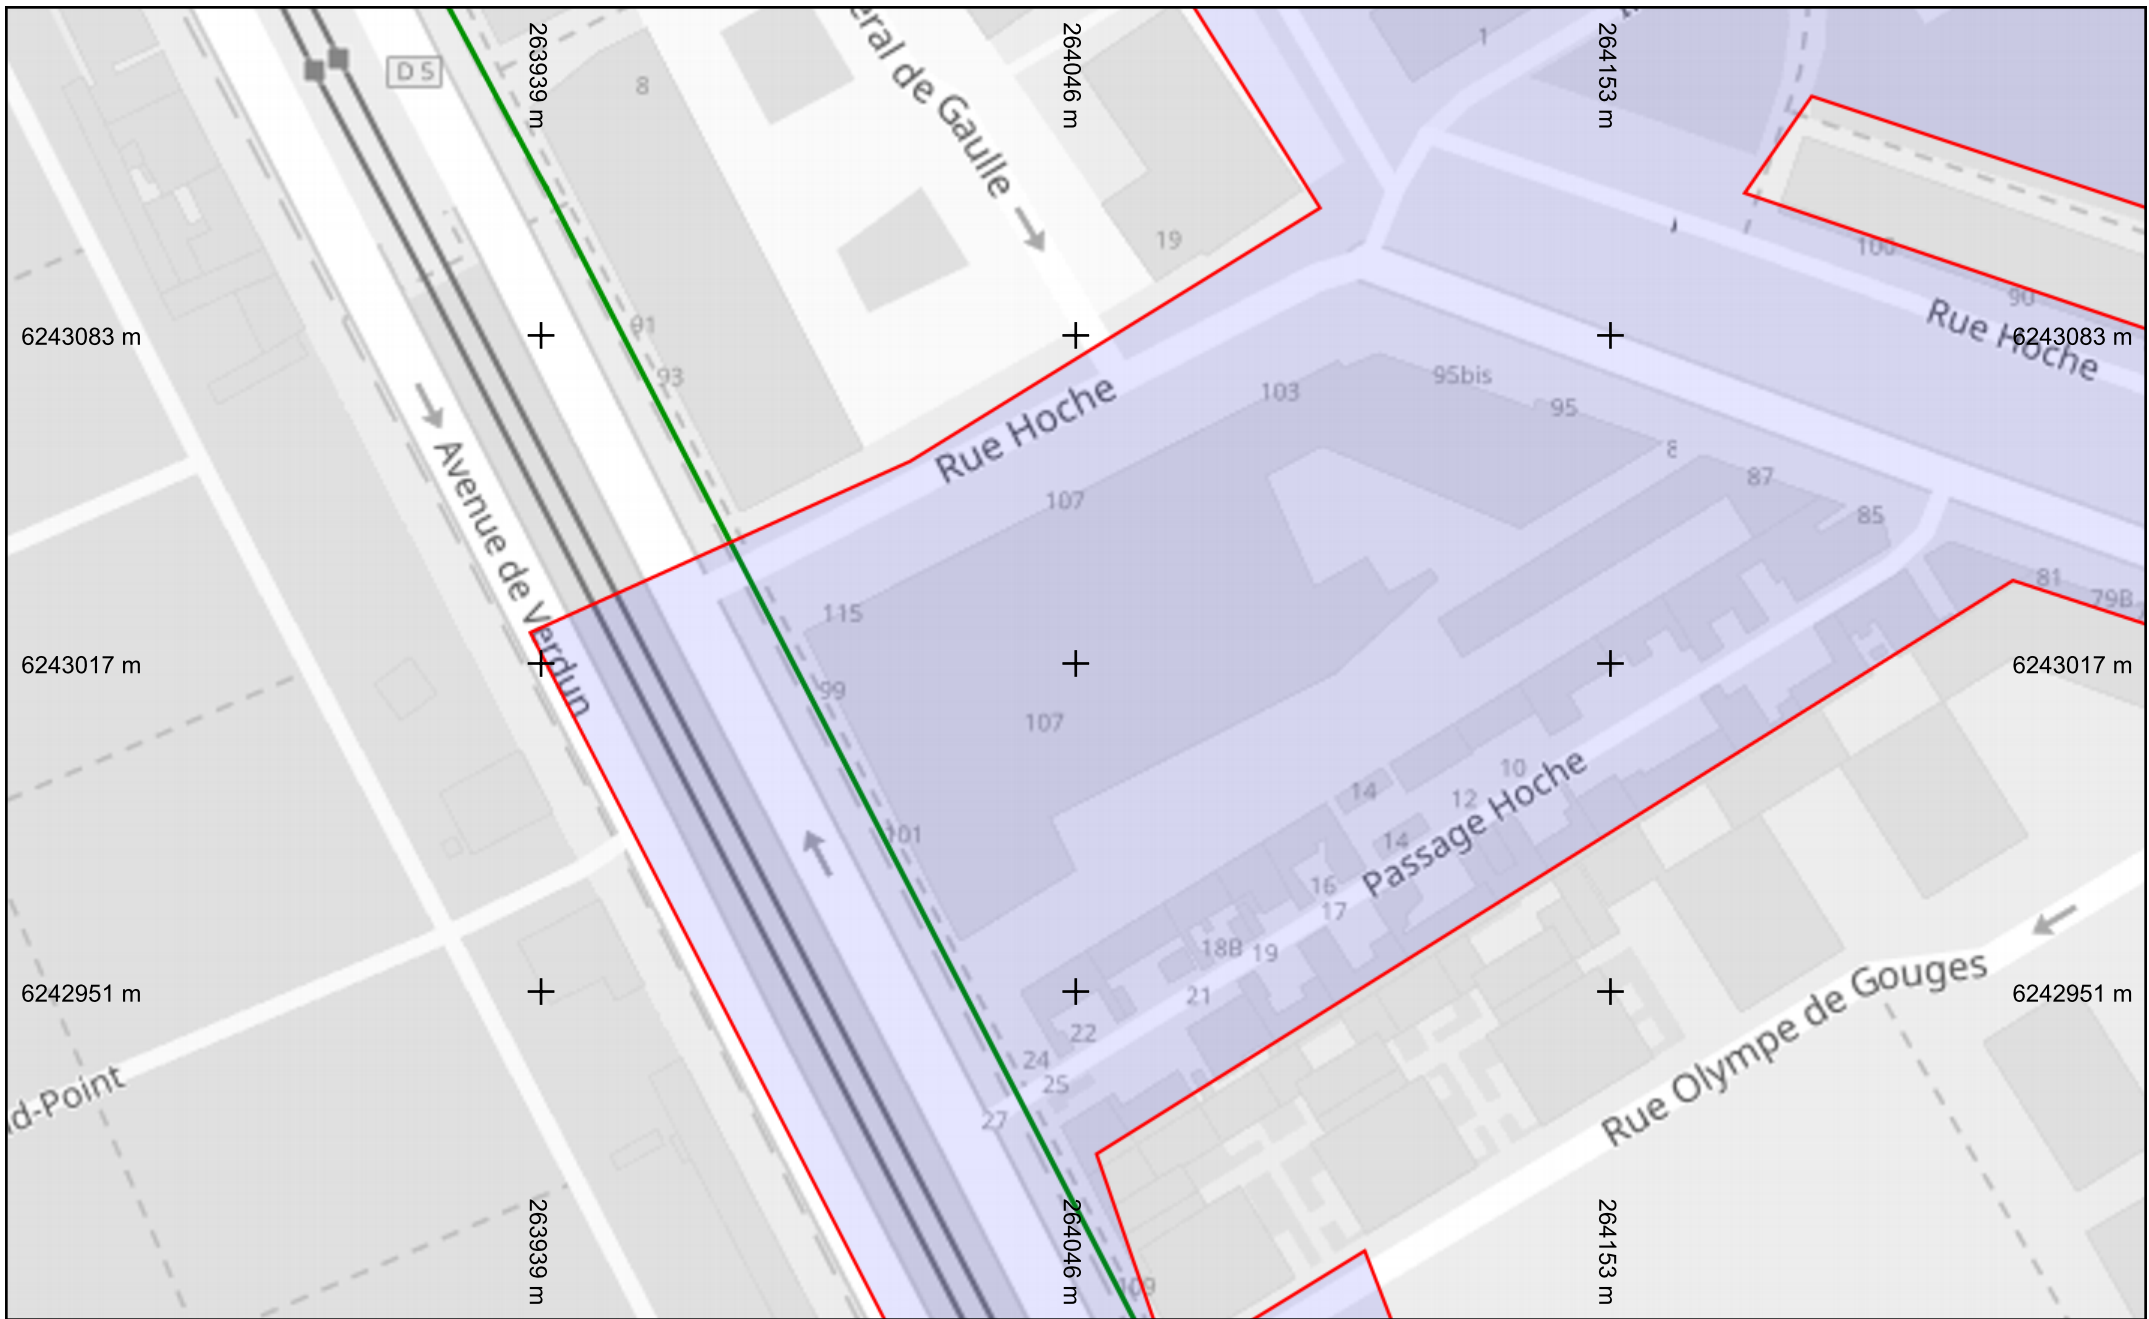 263939 m
264046 m
264153 m
D 5
8
1
eral de Gaulle
19
100
90
Rue Hoche
6243083 m
6243083 m
91
93
103
95bis
95
Rue Hoche
107
87
85
Avenue de Verdun
115
81
79B
6243017 m
6243017 m
99
107
101
14
10
12
14
Passage Hoche
16
17
18B
19
21
6242951 m
6242951 m
22
24
25
27
Rue Olympe de Gouges
d-Point
109
263939 m
264046 m
264153 m